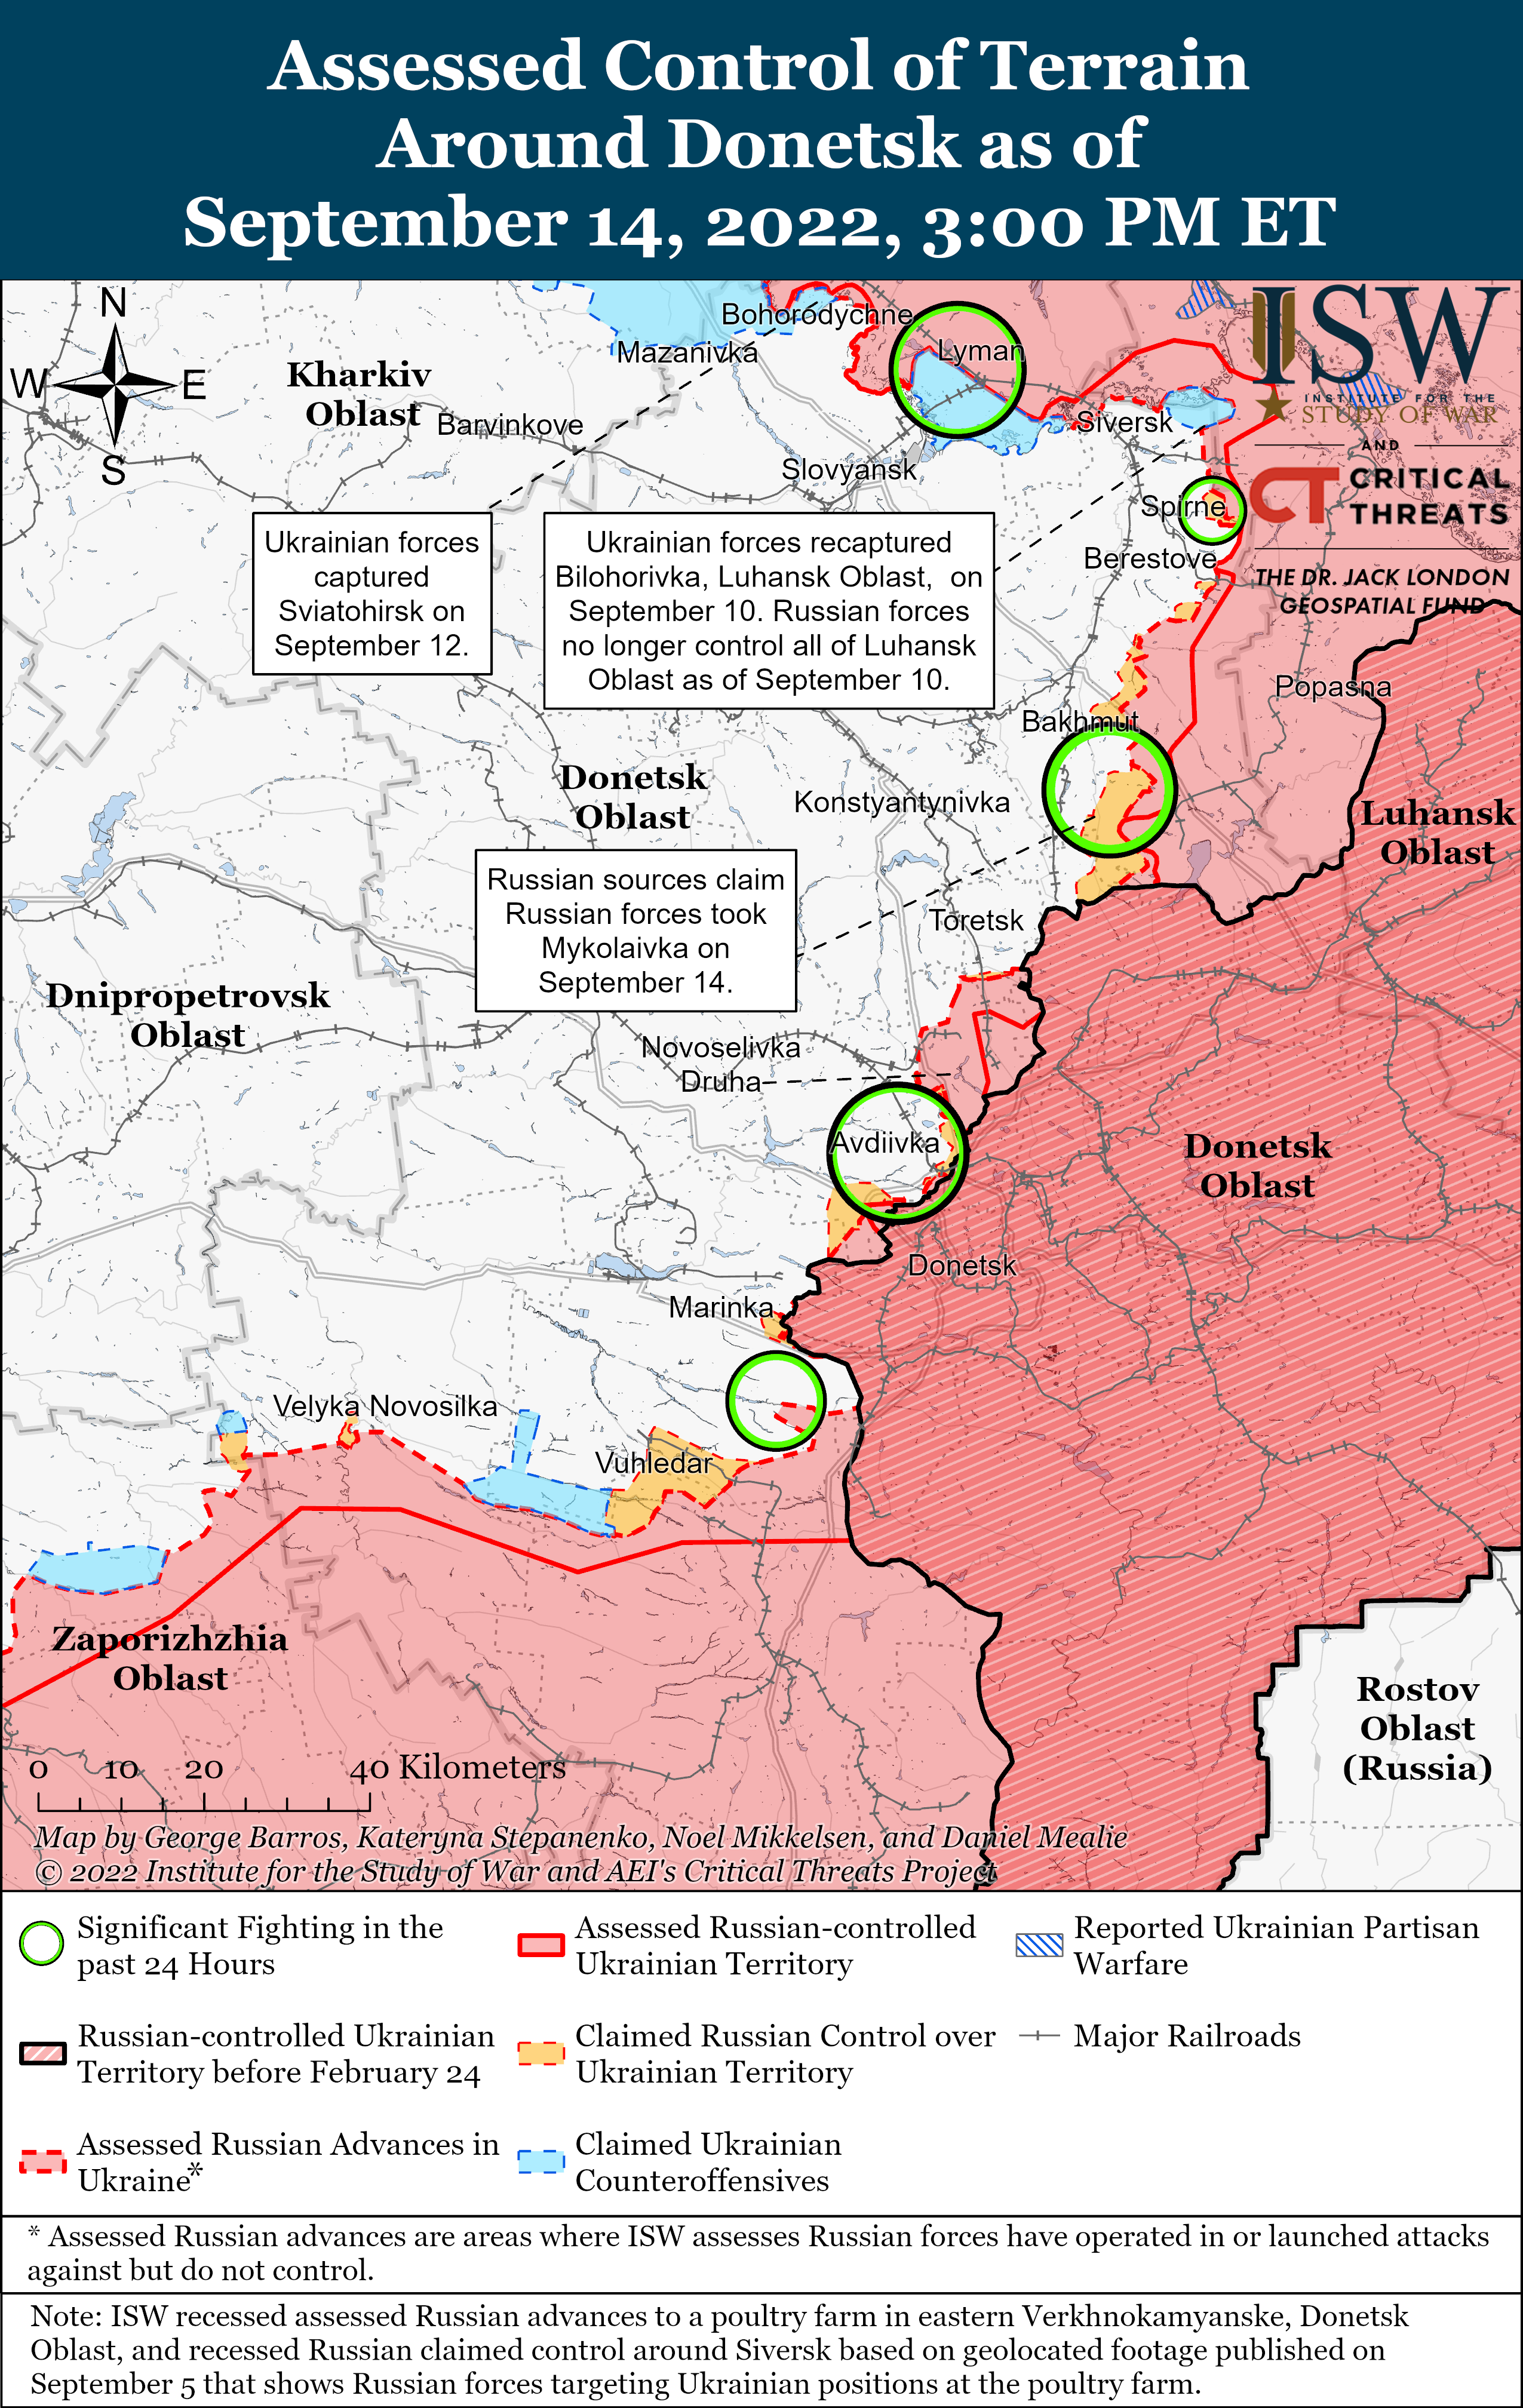 Assessed Control of Terrain
Around Donetsk as of
September 14, 2022, 3:00 PM ET
N
W
E
S
Kharkiv
Oblast
Barvinkove
Mazanivka
Bohorodychne
Lyman
Siversk
Slovyansk
Spirne
Berestove
ISW
INSTITUTE FOR THE
STUDY OF WAR
AND
CT CRITICAL
THREATS
THE DR. JACK LONDON
GEOSPATIAL FUND
Ukrainian forces
captured
Sviatohirsk on
September 12.
Ukrainian forces recaptured
Bilohorivka, Luhansk Oblast, on
September 10. Russian forces
no longer control all of Luhansk
Oblast as of September 10.
Popasna
Bakhmut
Donetsk
Oblast
Konstyantynivka
Luhansk
Oblast
Russian sources claim
Russian forces took
Mykolaivka on
September 14.
Toretsk
Dnipropetrovsk
Oblast
Novoselivka
Druha
Avdiivka
Donetsk
Oblast
Donetsk
Marinka
Velyka Novosilka
Vuhledar
Zaporizhzhia
Oblast
Rostov
Oblast
(Russia)
0 10 20 40 Kilometers
Map by George Barros, Kateryna Stepanenko, Noel Mikkelsen, and Daniel Mealie
© 2022 Institute for the Study of War and AEI's Critical Threats Project
Significant Fighting in the
past 24 Hours
Assessed Russian-controlled
Ukrainian Territory
Reported Ukrainian Partisan
Warfare
Russian-controlled Ukrainian
Territory before February 24
Claimed Russian Control over
Ukrainian Territory
Major Railroads
Assessed Russian Advances in
Ukraine*
Claimed Ukrainian
Counteroffensives
* Assessed Russian advances are areas where ISW assesses Russian forces have operated in or launched attacks
against but do not control.
Note: ISW recessed assessed Russian advances to a poultry farm in eastern Verkhnokamyanske, Donetsk
Oblast, and recessed Russian claimed control around Siversk based on geolocated footage published on
September 5 that shows Russian forces targeting Ukrainian positions at the poultry farm.